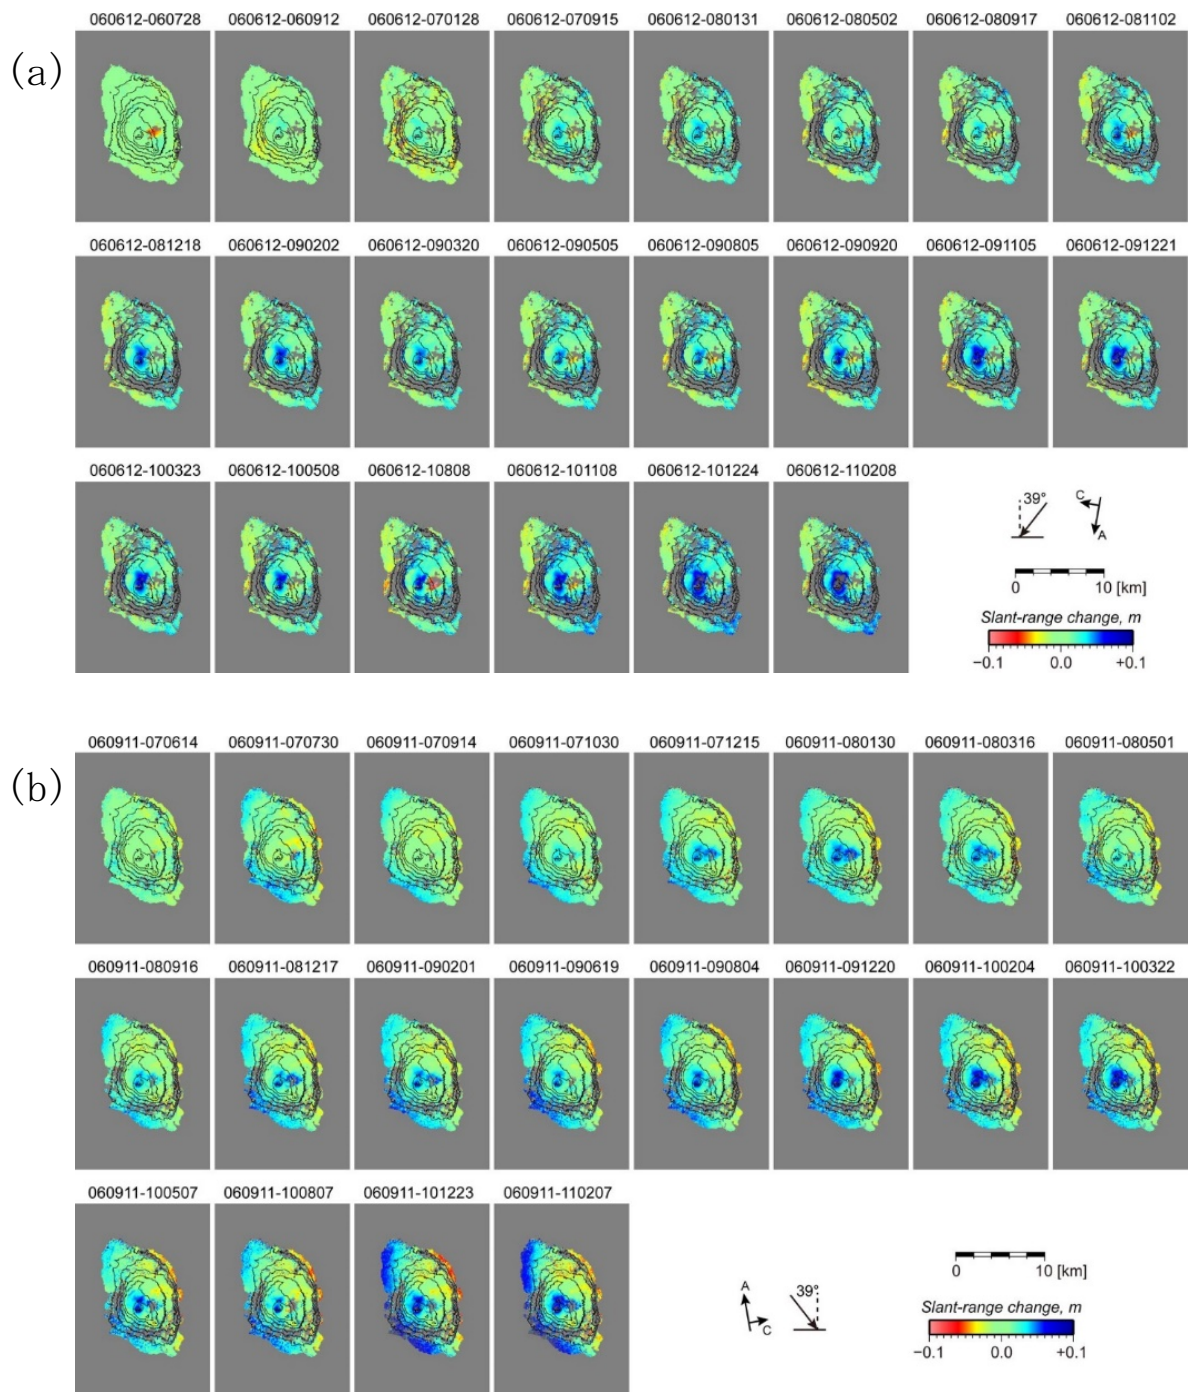 (a)
060612-060728 060612-060912 060612-070128 060612-070915 060612-080131 060612-080502 060612-080917 060612-081102
060612-081218 060612-090202 060612-090320 060612-090505 060612-090805 060612-090920 060612-091105 060612-091221
060612-100323 060612-100508 060612-10808 060612-101108 060612-101224 060612-110208
39° C A
0 10 [km]
Slant-range change, m
−0.1 0.0 +0.1
(b)
060911-070614 060911-070730 060911-070914 060911-071030 060911-071215 060911-080130 060911-080316 060911-080501
060911-080916 060911-081217 060911-090201 060911-090619 060911-090804 060911-091220 060911-100204 060911-100322
060911-100507 060911-100807 060911-101223 060911-110207
A C 39°
0 10 [km]
Slant-range change, m
−0.1 0.0 +0.1